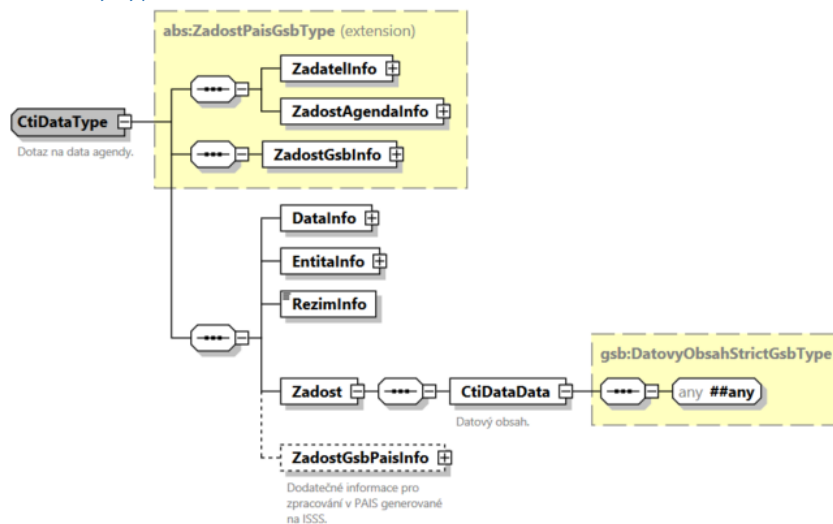 abs:ZadostPaisGsbType (extension)
ZadatelInfo
ZadostAgendaInfo
CtiDataType
Dotaz na data agendy.
ZadostGsbInfo
DataInfo
EntitaInfo
RezimInfo
gsb:DatovyObsahStrictGsbType
Zadost
CtiDataData
any ##any
Datový obsah.
ZadostGsbPaisInfo
Dodatečné informace pro
zpracování v PAIS generované
na ISSS.